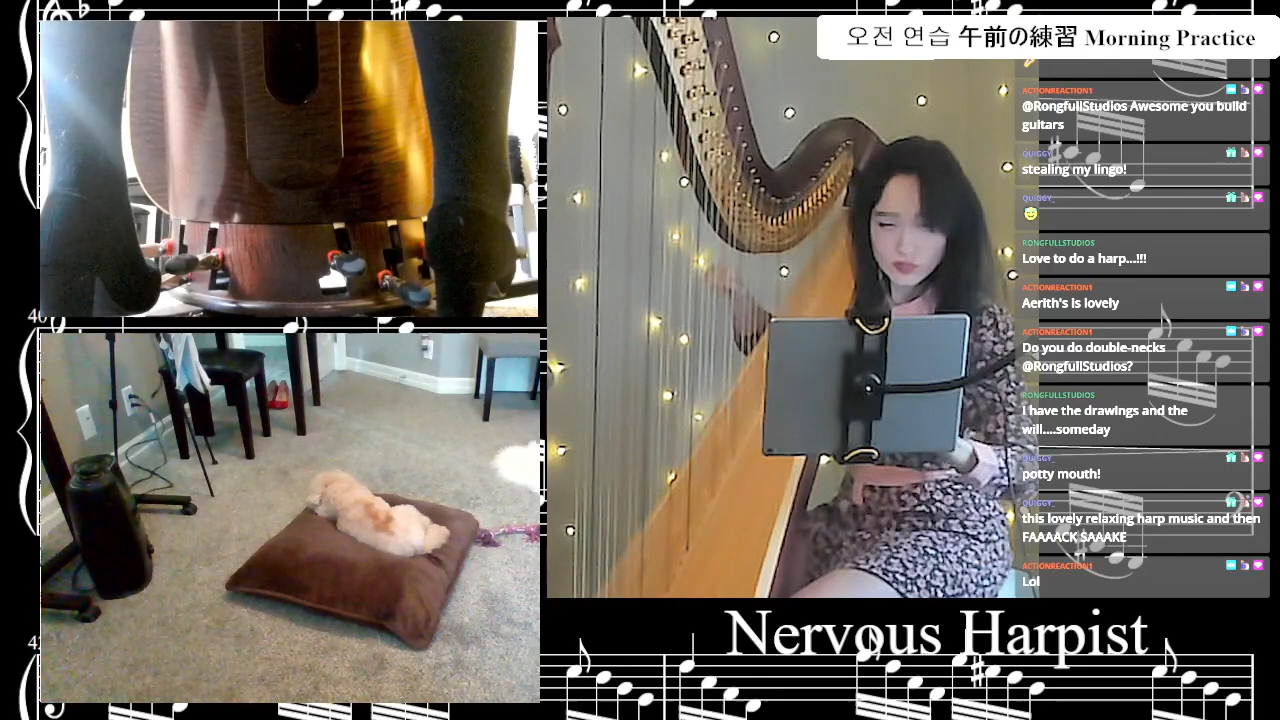 오전 연습 午前の練習 Morning Practice
ACTIONREACTION1
@RongfullStudios Awesome you build
guitars
QUIGGY_
stealing my lingo!
QUIGGY_
RONGFULLSTUDIOS
Love to do a harp...!!!
ACTIONREACTION1
Aerith's is lovely
ACTIONREACTION1
Do you do double-necks
@RongfullStudios?
RONGFULLSTUDIOS
I have the drawings and the
will....someday
QUIGGY_
potty mouth!
QUIGGY_
this lovely relaxing harp music and then
FAAAACK SAAAKE
ACTIONREACTION1
Lol
40
Nervous Harpist